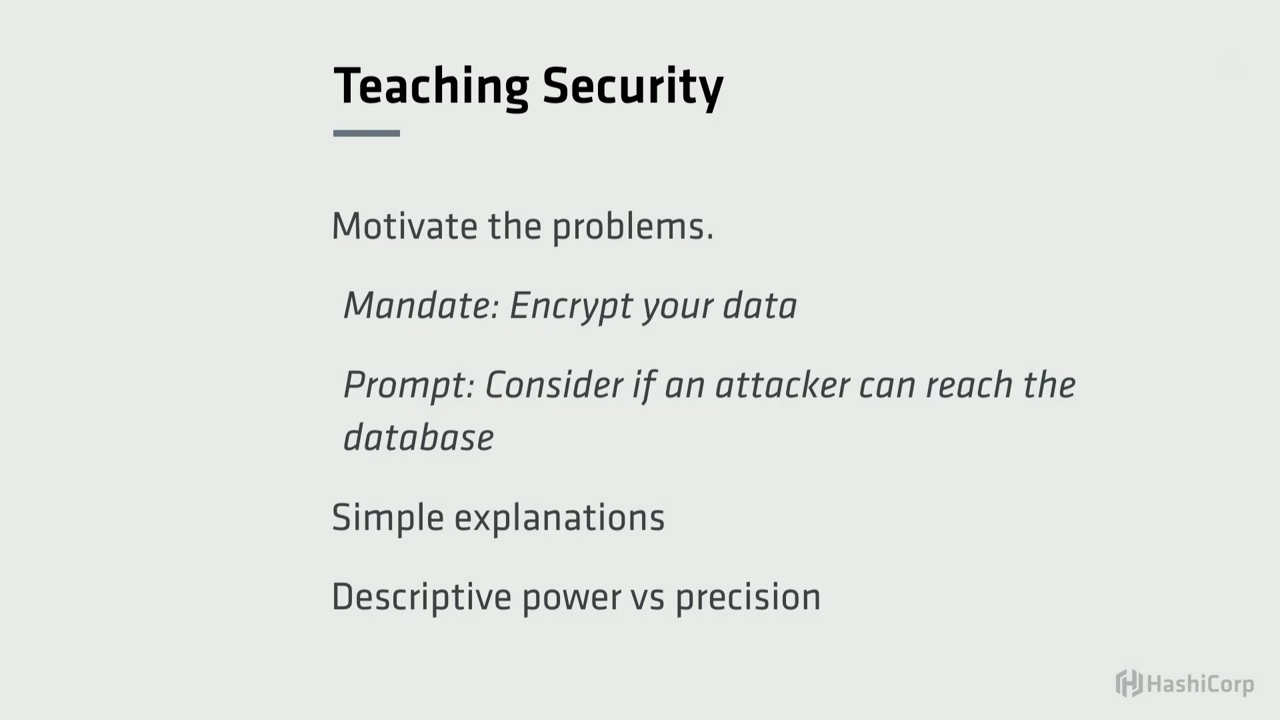 Teaching Security
Motivate the problems.
Mandate: Encrypt your data
Prompt: Consider if an attacker can reach the
database
Simple explanations
Descriptive power vs precision
HashiCorp